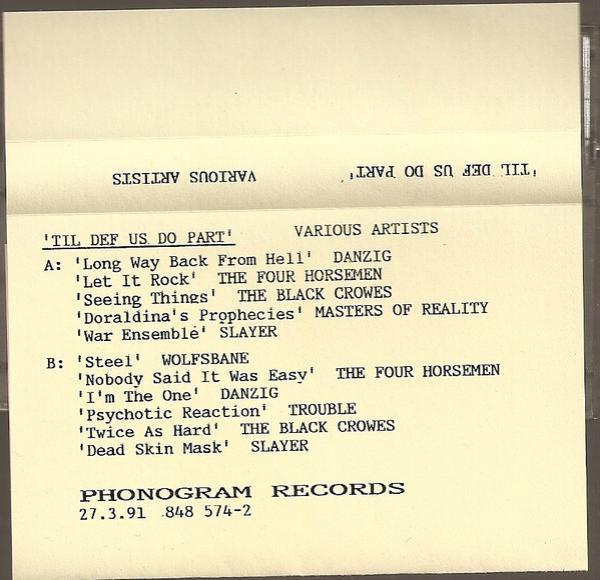 'TIL DEF US DO PART' VARIOUS ARTISTS
'TIL DEF US DO PART' VARIOUS ARTISTS
A: 'Long Way Back From Hell' DANZIG
'Let It Rock' THE FOUR HORSEMEN
'Seeing Things' THE BLACK CROWES
'Doraldina's Prophecies' MASTERS OF REALITY
'War Ensemble' SLAYER
B: 'Steel' WOLFSBANE
'Nobody Said It Was Easy' THE FOUR HORSEMEN
'I'm The One' DANZIG
'Psychotic Reaction' TROUBLE
'Twice As Hard' THE BLACK CROWES
'Dead Skin Mask' SLAYER
PHONOGRAM RECORDS
27.3.91 848 574-2